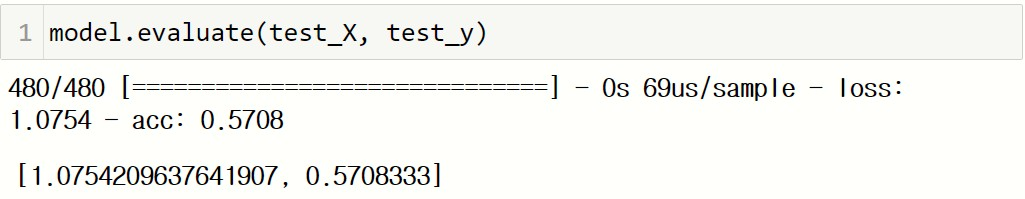 1 model.evaluate(test_X, test_y)
480/480 [==============================] - 0s 69us/sample - loss:
1.0754 - acc: 0.5708
[1.0754209637641907, 0.5708333]